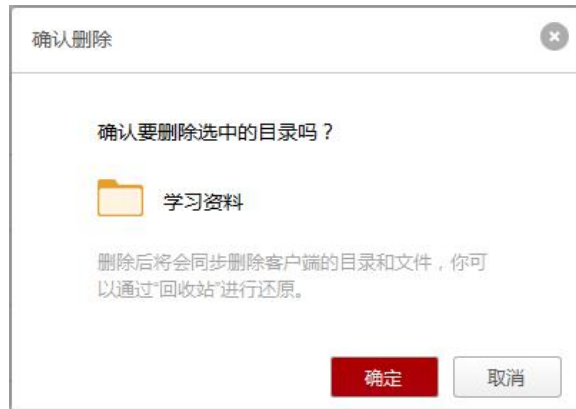 确认删除
确认要删除选中的目录吗？
学习资料
删除后将会同步删除客户端的目录和文件，你可
以通过“回收站”进行还原。
确定
取消